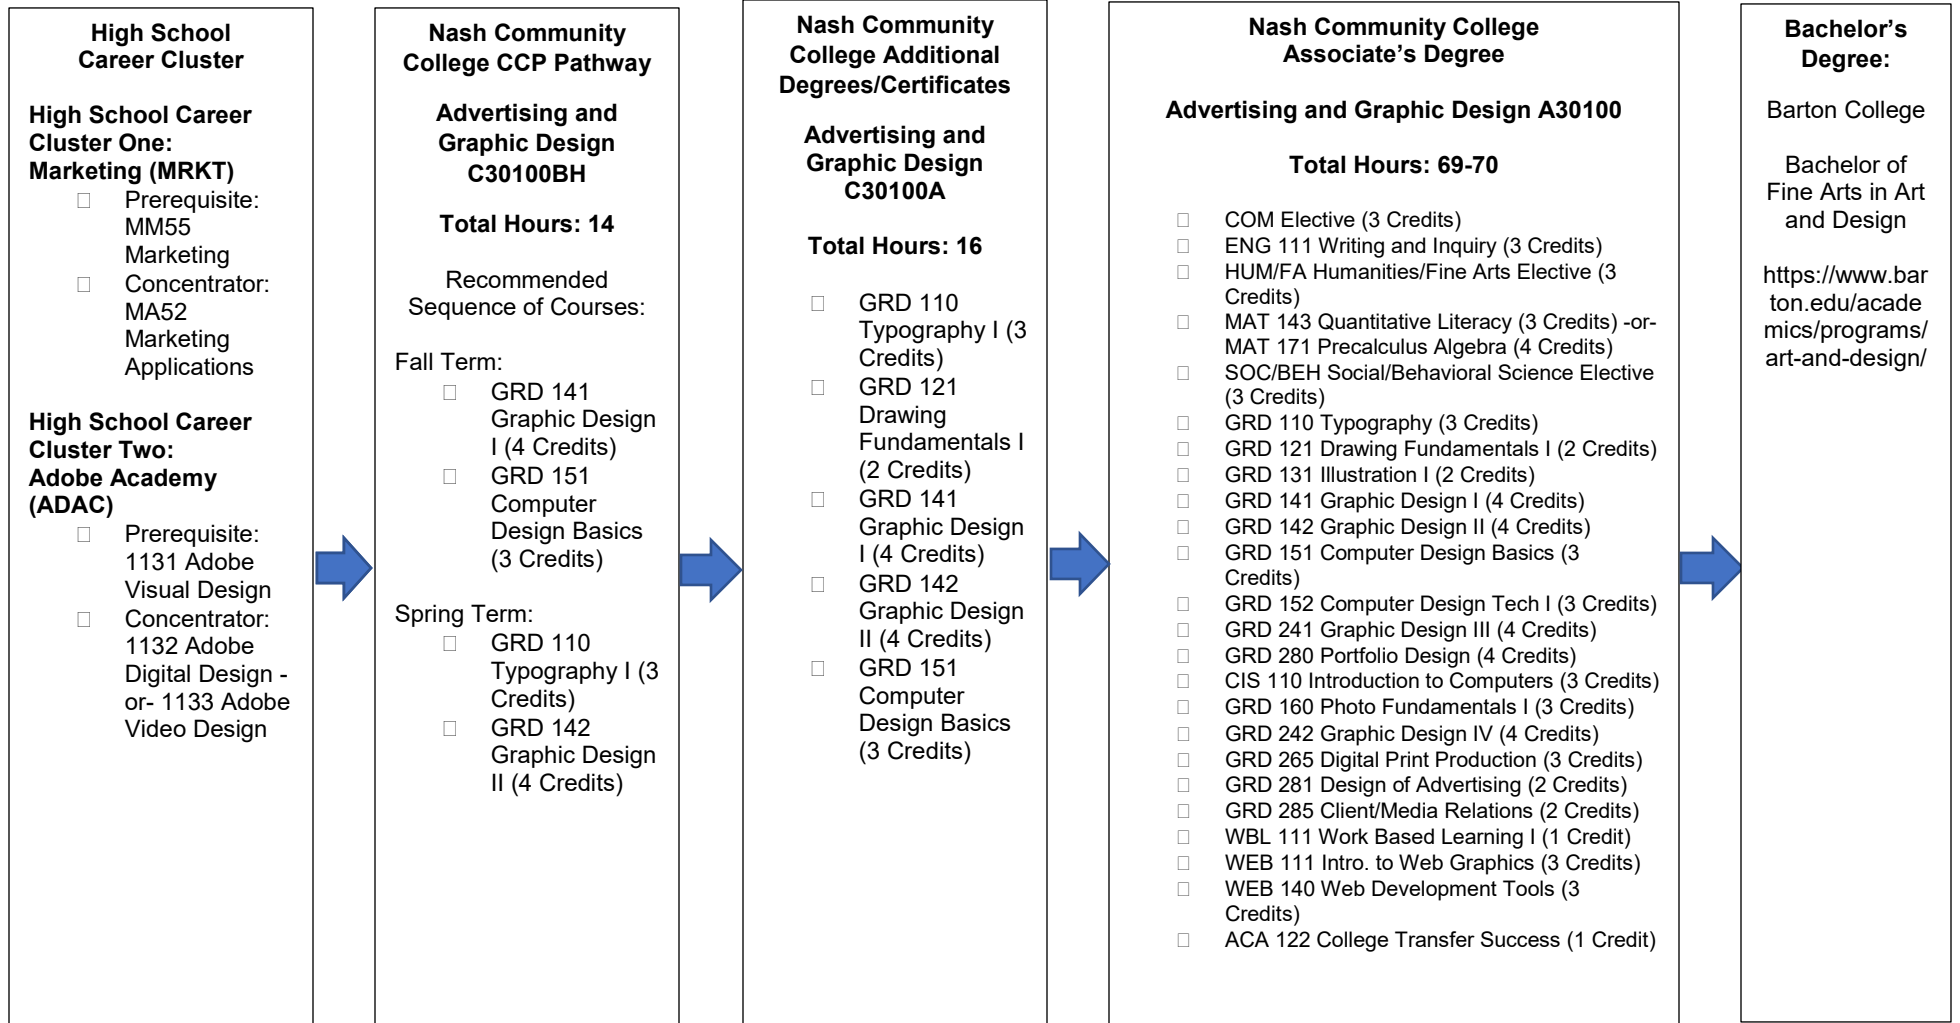 High School
Career Cluster
High School Career
Cluster One:
Marketing (MRKT)
Prerequisite:
MM55
Marketing
Concentrator:
MA52
Marketing
Applications
High School Career
Cluster Two:
Adobe Academy
(ADAC)
Prerequisite:
1131 Adobe
Visual Design
Concentrator:
1132 Adobe
Digital Design -
or- 1133 Adobe
Video Design
Nash Community
College CCP Pathway
Advertising and
Graphic Design
C30100BH
Total Hours: 14
Recommended
Sequence of Courses:
Fall Term:
GRD 141
Graphic Design
I (4 Credits)
GRD 151
Computer
Design Basics
(3 Credits)
Spring Term:
GRD 110
Typography I (3
Credits)
GRD 142
Graphic Design
II (4 Credits)
Nash Community
College Additional
Degrees/Certificates
Advertising and
Graphic Design
C30100A
Total Hours: 16
GRD 110
Typography I (3
Credits)
GRD 121
Drawing
Fundamentals I
(2 Credits)
GRD 141
Graphic Design
I (4 Credits)
GRD 142
Graphic Design
II (4 Credits)
GRD 151
Computer
Design Basics
(3 Credits)
Nash Community College
Associate's Degree
Advertising and Graphic Design A30100
Total Hours: 69-70
COM Elective (3 Credits)
ENG 111 Writing and Inquiry (3 Credits)
HUM/FA Humanities/Fine Arts Elective (3
Credits)
MAT 143 Quantitative Literacy (3 Credits) -or-
MAT 171 Precalculus Algebra (4 Credits)
SOC/BEH Social/Behavioral Science Elective
(3 Credits)
GRD 110 Typography (3 Credits)
GRD 121 Drawing Fundamentals I (2 Credits)
GRD 131 Illustration I (2 Credits)
GRD 141 Graphic Design I (4 Credits)
GRD 142 Graphic Design II (4 Credits)
GRD 151 Computer Design Basics (3
Credits)
GRD 152 Computer Design Tech I (3 Credits)
GRD 241 Graphic Design III (4 Credits)
GRD 280 Portfolio Design (4 Credits)
CIS 110 Introduction to Computers (3 Credits)
GRD 160 Photo Fundamentals I (3 Credits)
GRD 242 Graphic Design IV (4 Credits)
GRD 265 Digital Print Production (3 Credits)
GRD 281 Design of Advertising (2 Credits)
GRD 285 Client/Media Relations (2 Credits)
WBL 111 Work Based Learning I (1 Credit)
WEB 111 Intro. to Web Graphics (3 Credits)
WEB 140 Web Development Tools (3
Credits)
ACA 122 College Transfer Success (1 Credit)
Bachelor's
Degree:
Barton College
Bachelor of
Fine Arts in Art
and Design
https://www.bar
ton.edu/acade
mics/programs/
art-and-design/